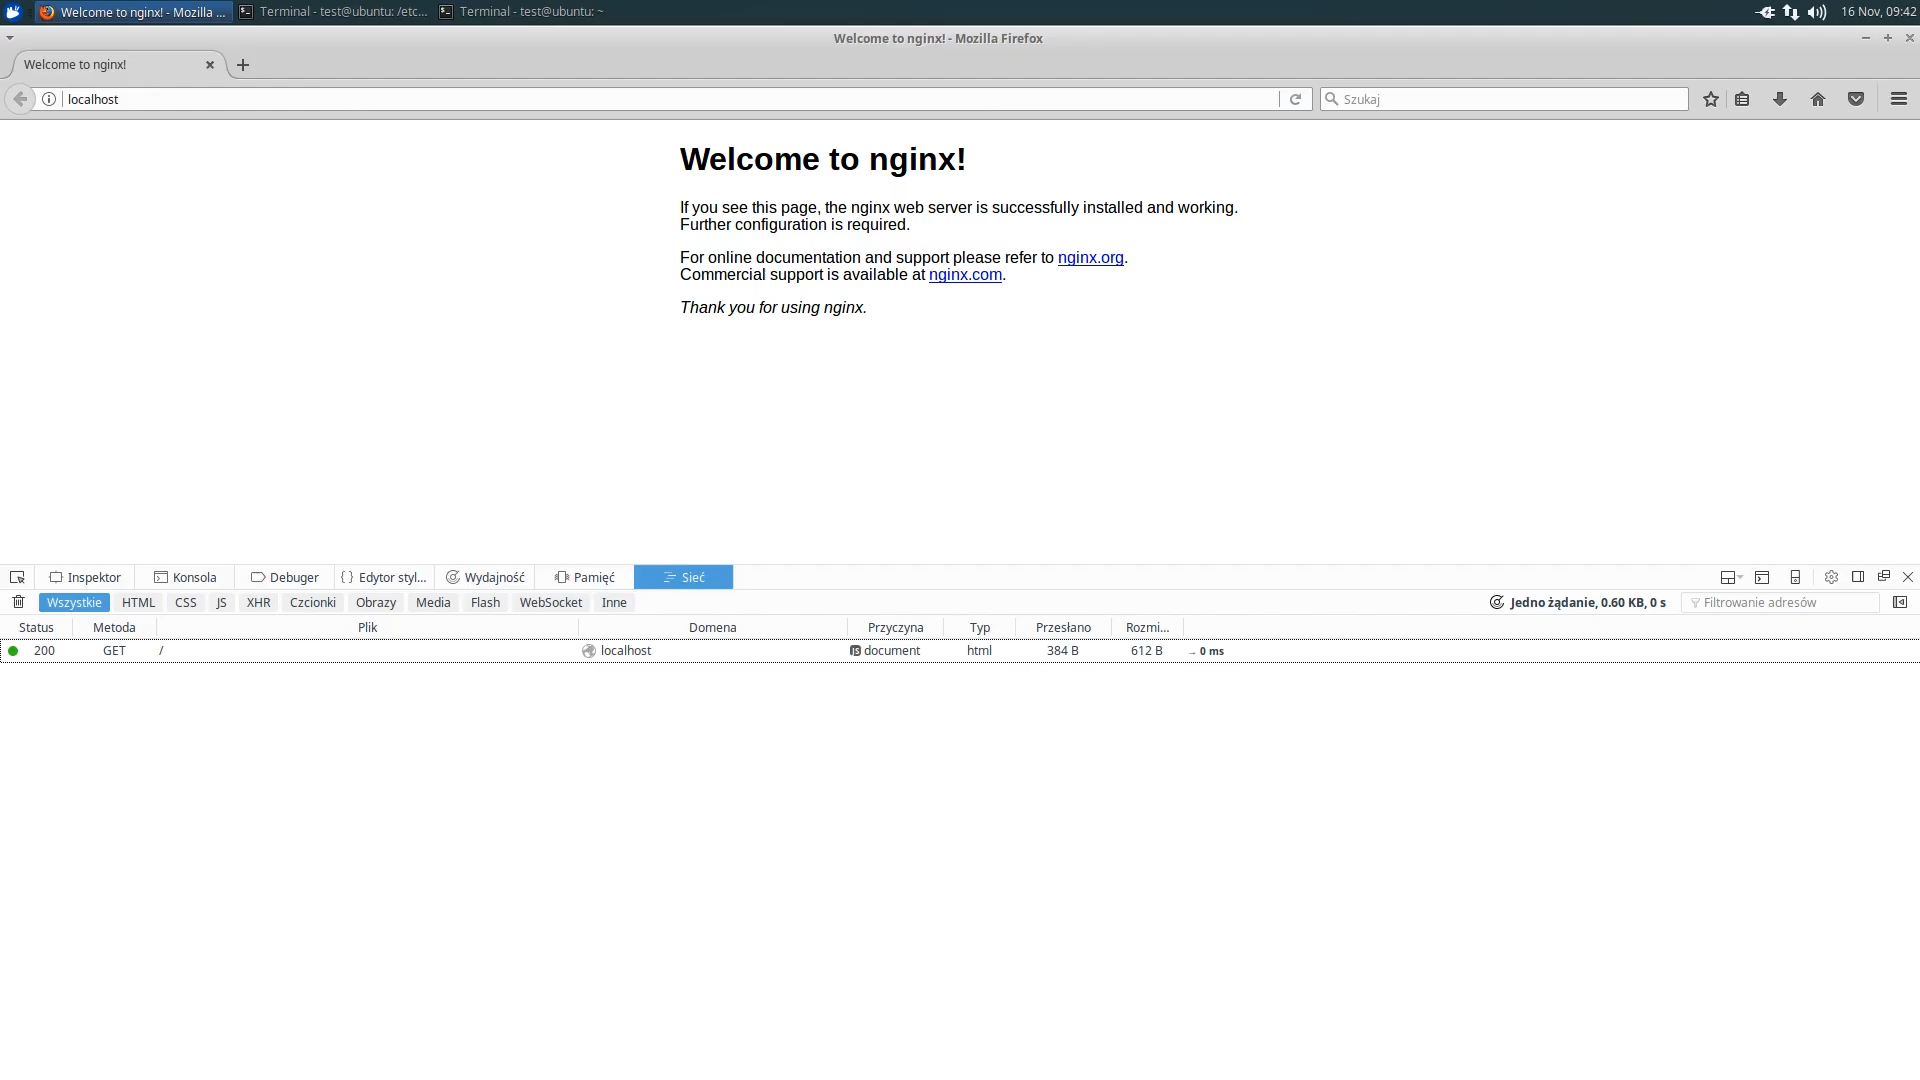 Welcome to nginx! - Mozilla ... Terminal - test@ubuntu: /etc... Terminal - test@ubuntu: ~ 16 Nov, 09:42
Welcome to nginx! - Mozilla Firefox
Welcome to nginx!
localhost Szukaj
Welcome to nginx!
If you see this page, the nginx web server is successfully installed and working.
Further configuration is required.
For online documentation and support please refer to nginx.org.
Commercial support is available at nginx.com.
Thank you for using nginx.
Inspektor Konsola Debuger { } Edytor styl... Wydajność Pamięć Sieć
Wszystkie HTML CSS JS XHR Czcionki Obrazy Media Flash WebSocket Inne Jedno żądanie, 0.60 KB, 0 s Filtrowanie adresów
Status Metoda Plik Domena Przyczyna Typ Przesłano Rozmi...
200 GET / localhost JS document html 384 B 612 B → 0 ms